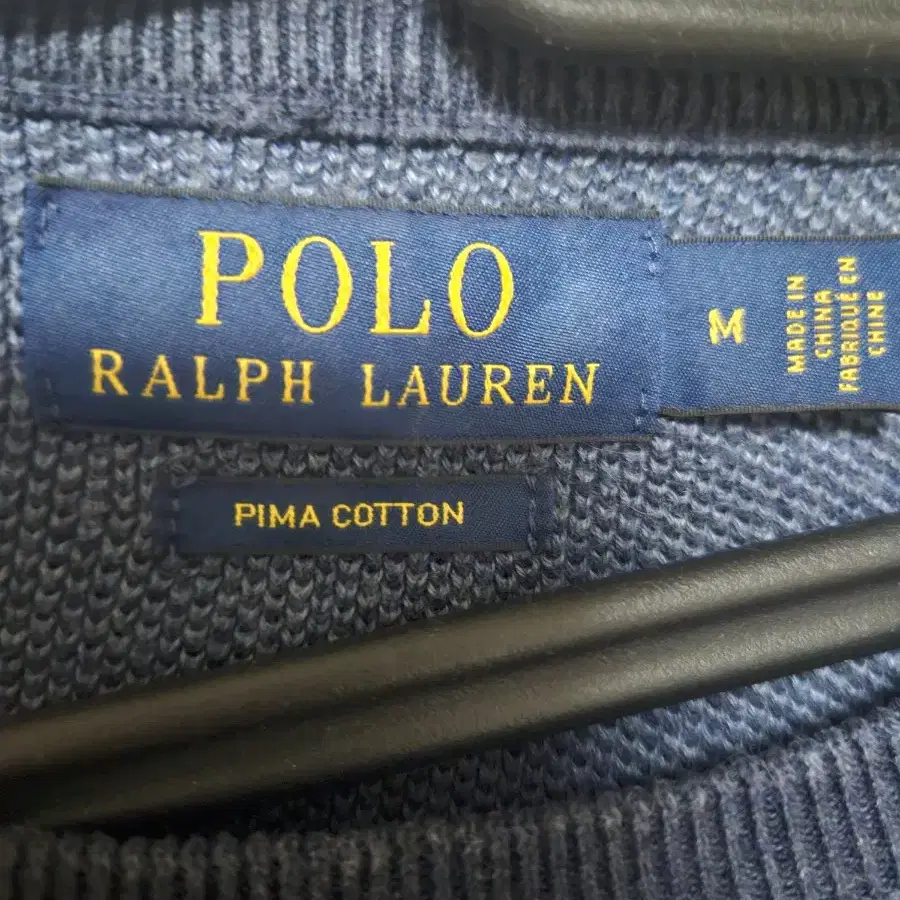 POLO
RALPH LAUREN
M
MADE IN
CHINA
FABRIQUÉ EN
CHINE
PIMA COTTON